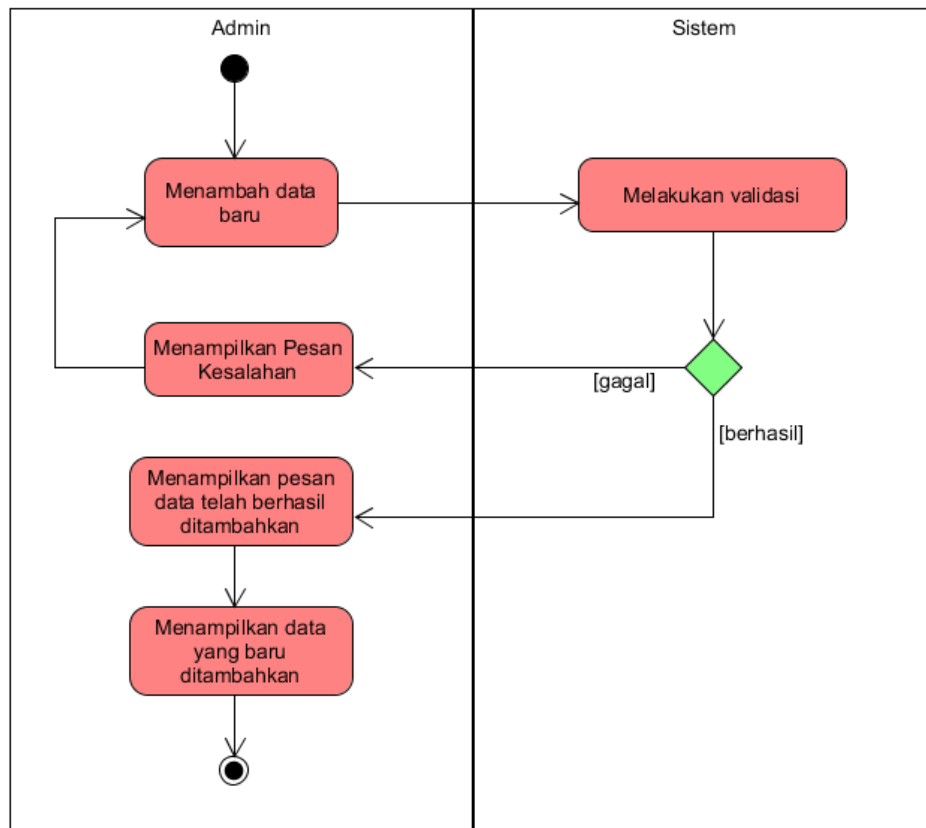 Admin
Sistem
Menambah data
baru
Melakukan validasi
Menampilkan Pesan
Kesalahan
[gagal]
[berhasil]
Menampilkan pesan
data telah berhasil
ditambahkan
Menampilkan data
yang baru
ditambahkan